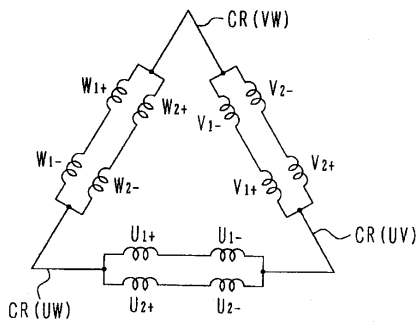 CR(VW)
W1+
W2+
V2-
V1-
W1-
W2-
V2+
V1+
U1+
U1-
CR(UV)
U2+
U2-
CR(UW)